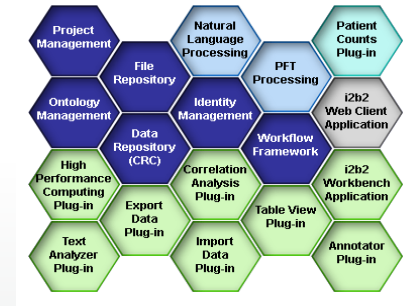 Project
Management
Natural
Language
Processing
Patient
Counts
Plug-in
File
Repository
PFT
Processing
Ontology
Management
Identity
Management
i2b2
Web Client
Application
Data
Repository
(CRC)
Workflow
Framework
High
Performance
Computing
Plug-in
Correlation
Analysis
Plug-in
i2b2
Workbench
Application
Export
Data
Plug-in
Table View
Plug-in
Text
Analyzer
Plug-in
Import
Data
Plug-in
Annotator
Plug-in